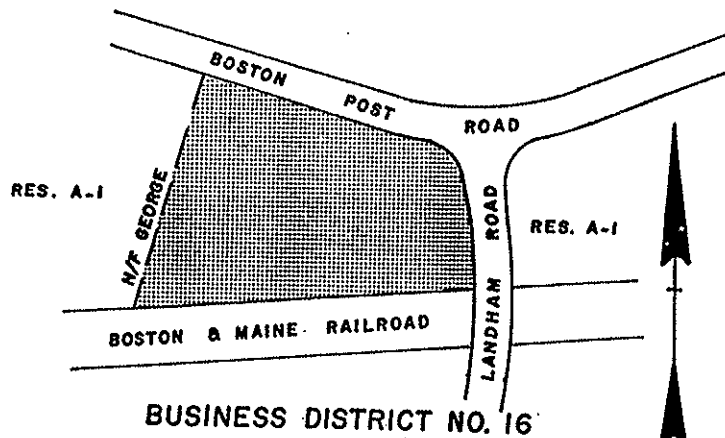 BOSTON POST ROAD
RES. A-1
N/F GEORGE
LANDHAM ROAD
RES. A-1
BOSTON & MAINE RAILROAD
BUSINESS DISTRICT NO. 16